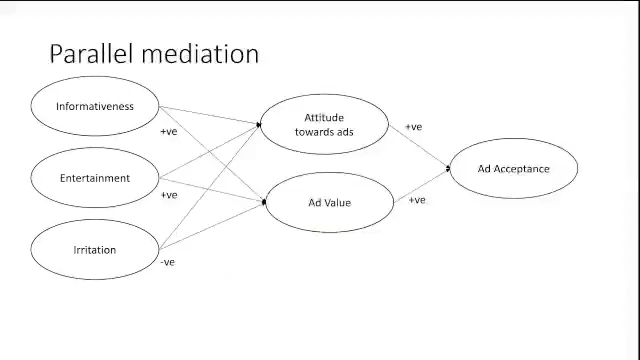 Parallel mediation
Informativeness
+ve
Entertainment
+ve
Irritation
-ve
Attitude
towards ads
+ve
Ad Value
+ve
Ad Acceptance